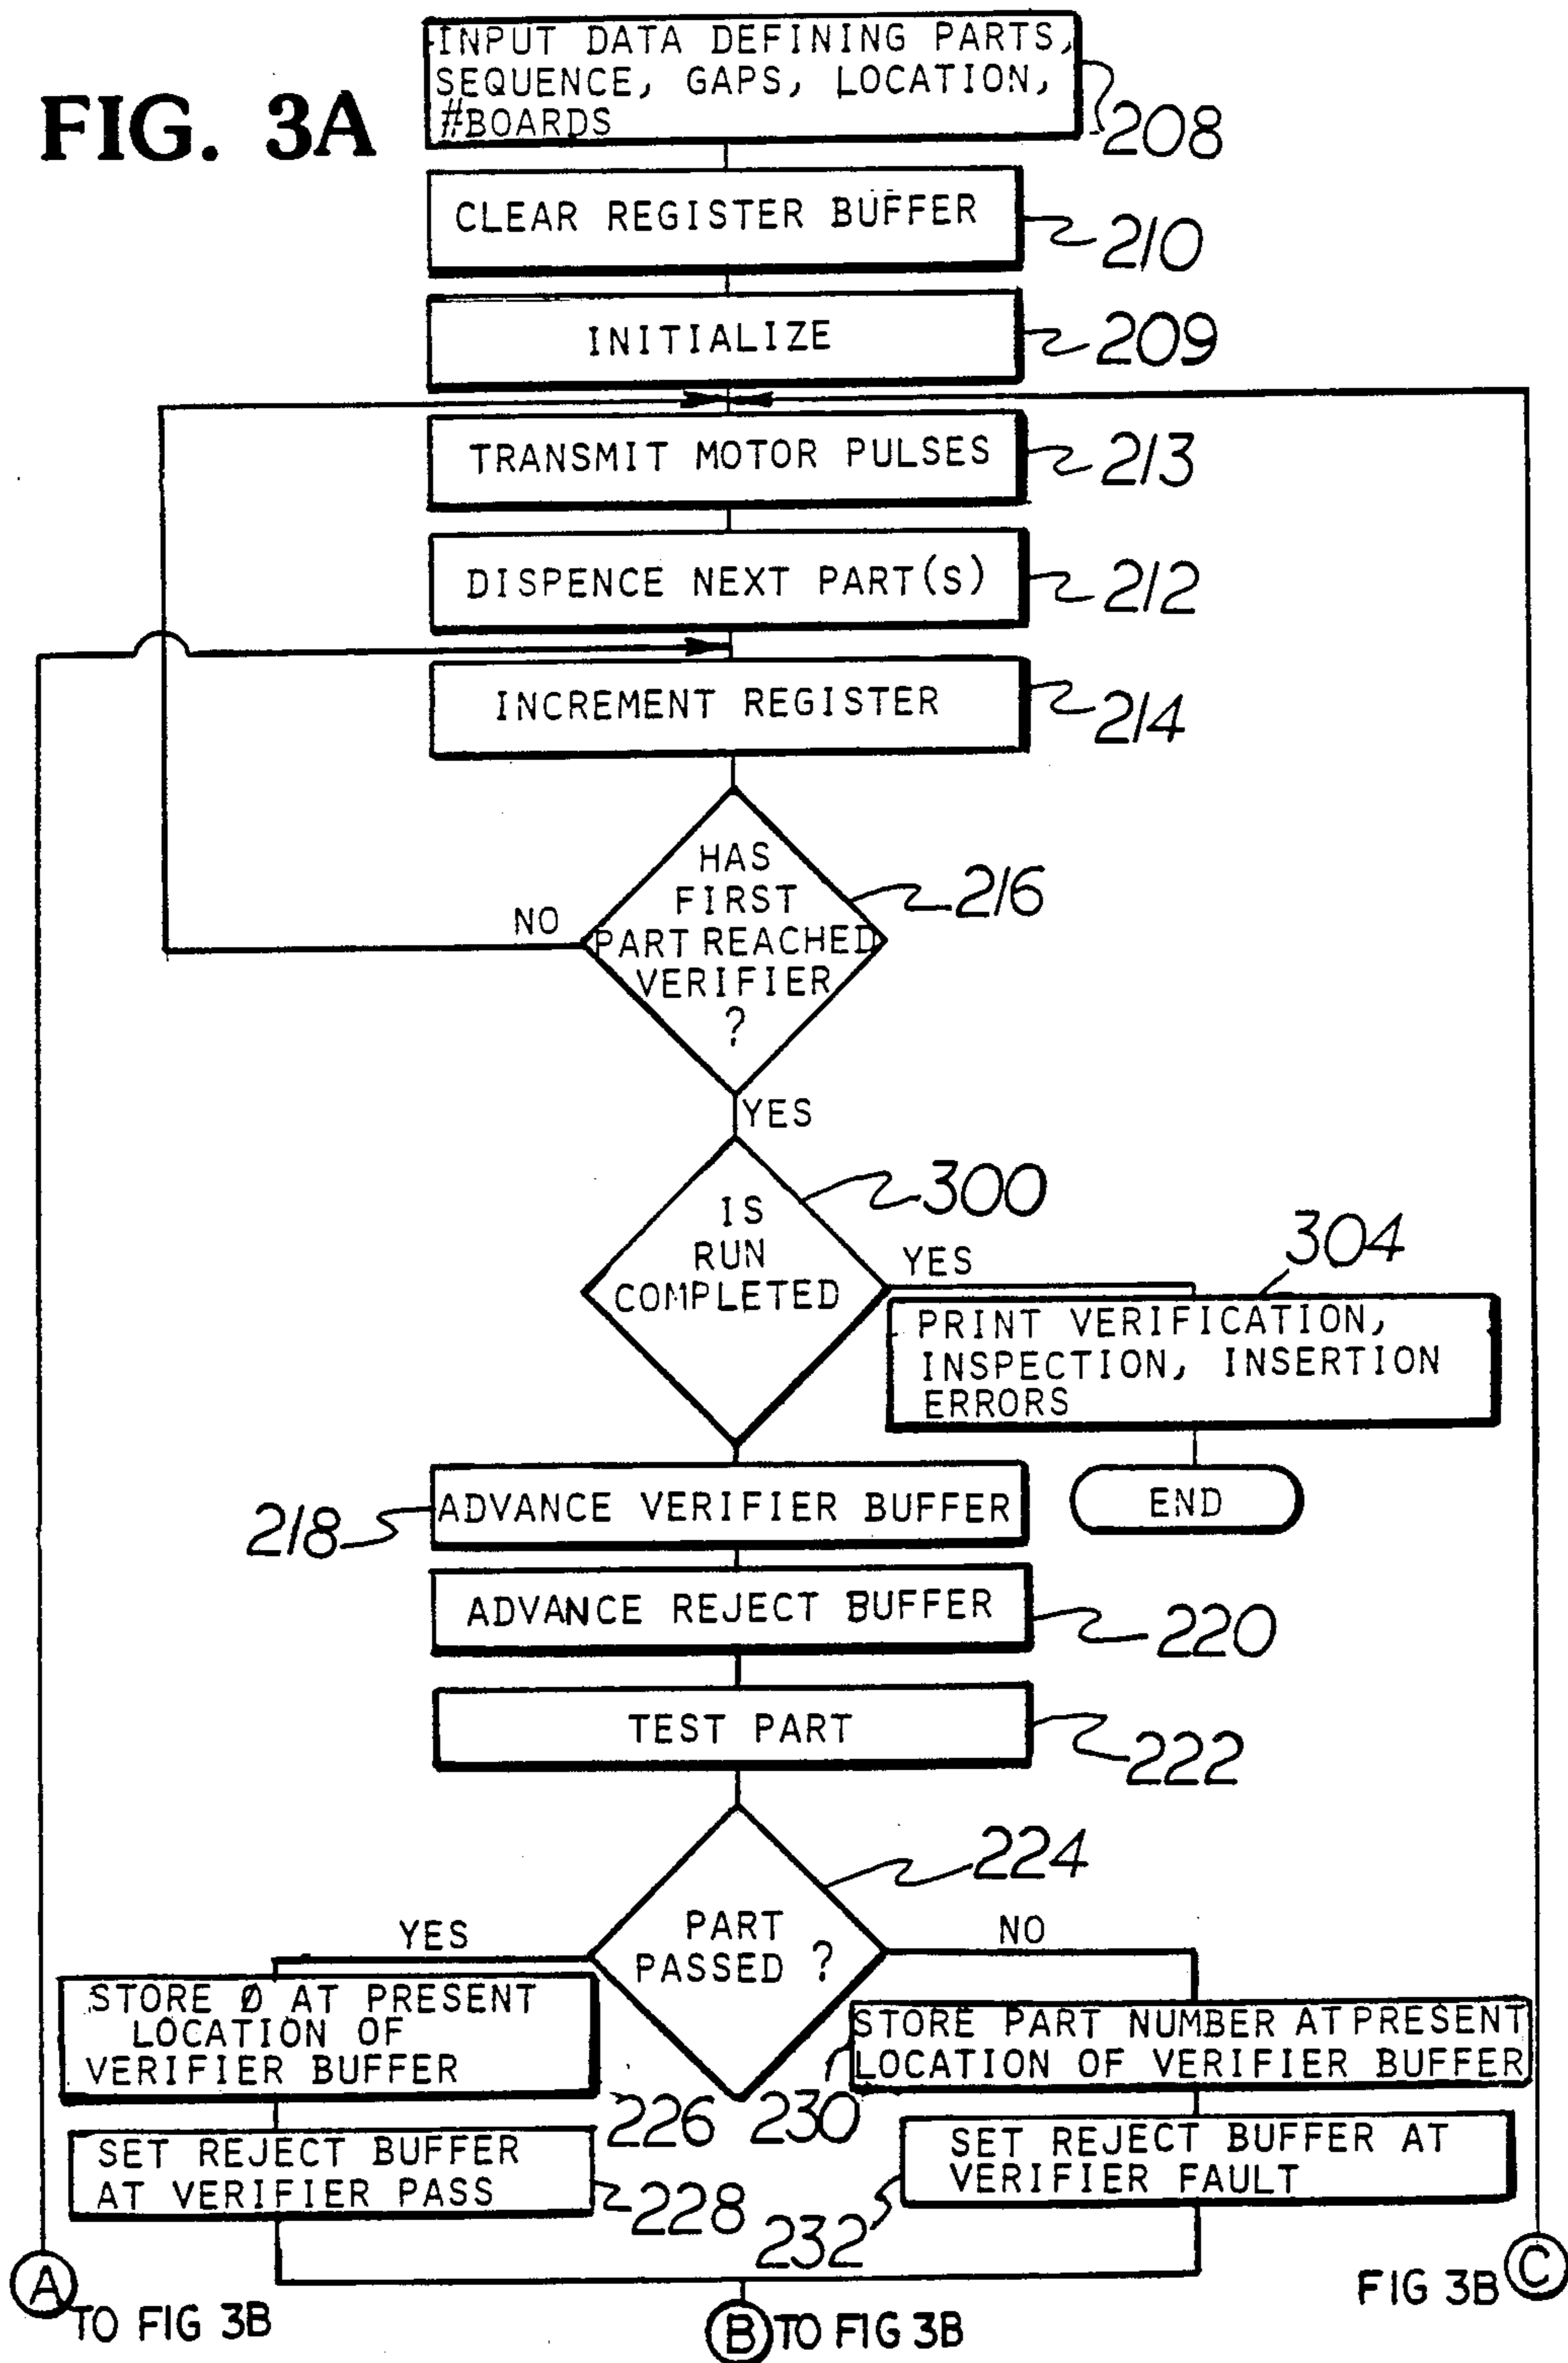 FIG. 3A
INPUT DATA DEFINING PARTS,
SEQUENCE, GAPS, LOCATION,
#BOARDS
208
CLEAR REGISTER BUFFER
210
INITIALIZE
209
TRANSMIT MOTOR PULSES
213
DISPENCE NEXT PART(S)
212
INCREMENT REGISTER
214
HAS
FIRST
PART REACHED
VERIFIER
?
216
NO
YES
IS
RUN
COMPLETED
300
YES
304
PRINT VERIFICATION,
INSPECTION, INSERTION
ERRORS
END
218
ADVANCE VERIFIER BUFFER
ADVANCE REJECT BUFFER
220
TEST PART
222
224
PART
PASSED ?
YES
NO
STORE Ø AT PRESENT
LOCATION OF
VERIFIER BUFFER
226
STORE PART NUMBER AT PRESENT
LOCATION OF VERIFIER BUFFER
230
SET REJECT BUFFER
AT VERIFIER PASS
228
SET REJECT BUFFER AT
VERIFIER FAULT
232
A
TO FIG 3B
B TO FIG 3B
FIG 3B C